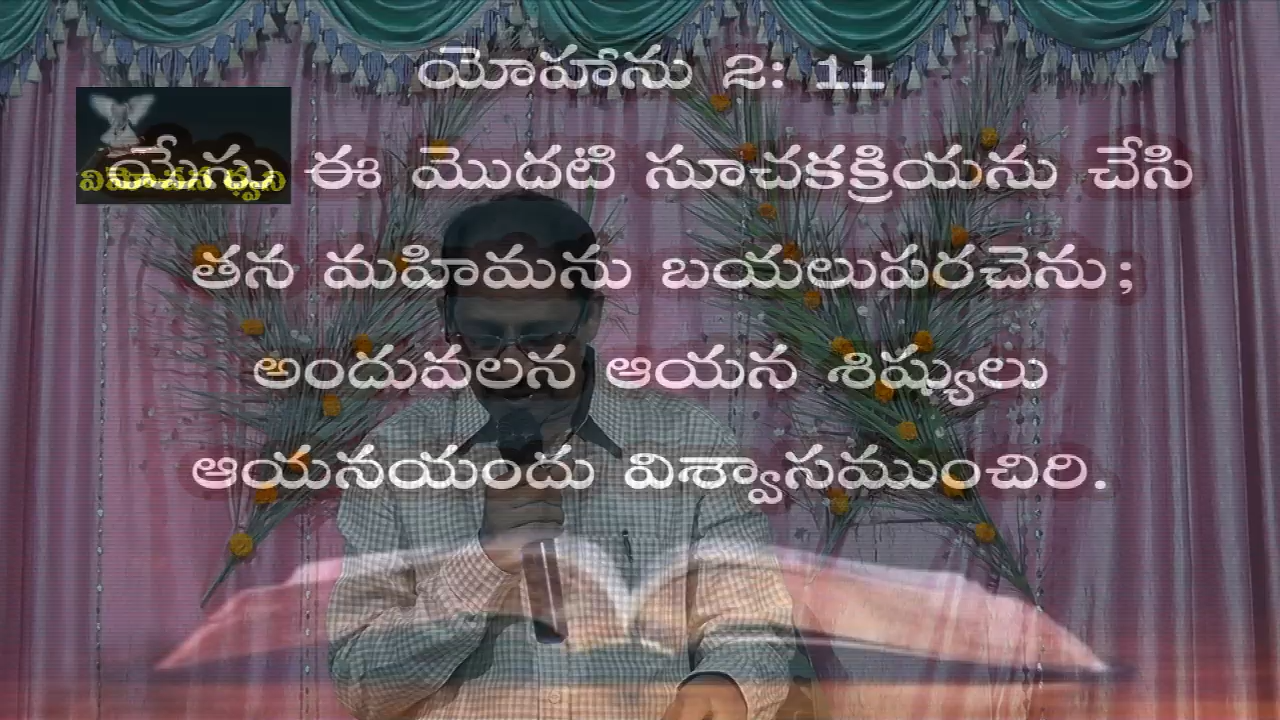 యోహాను 2: 11
యేసు ఈ మొదటి సూచకక్రియను చేసి
తన మహిమను బయలుపరచెను;
అందువలన ఆయన శిష్యులు
ఆయనయందు విశ్వాసముంచిరి.